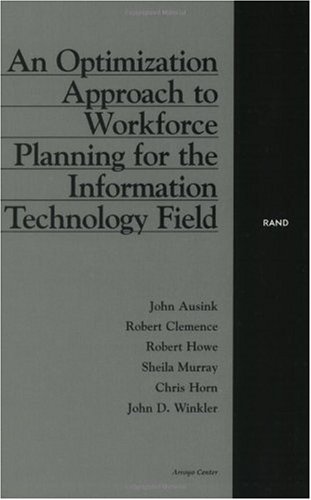 An Optimization
Approach to
Workforce
Planning for the
Information
Technology Field
RAND
John Ausink
Robert Clemence
Robert Howe
Sheila Murray
Chris Horn
John D. Winkler
Arroyo Center